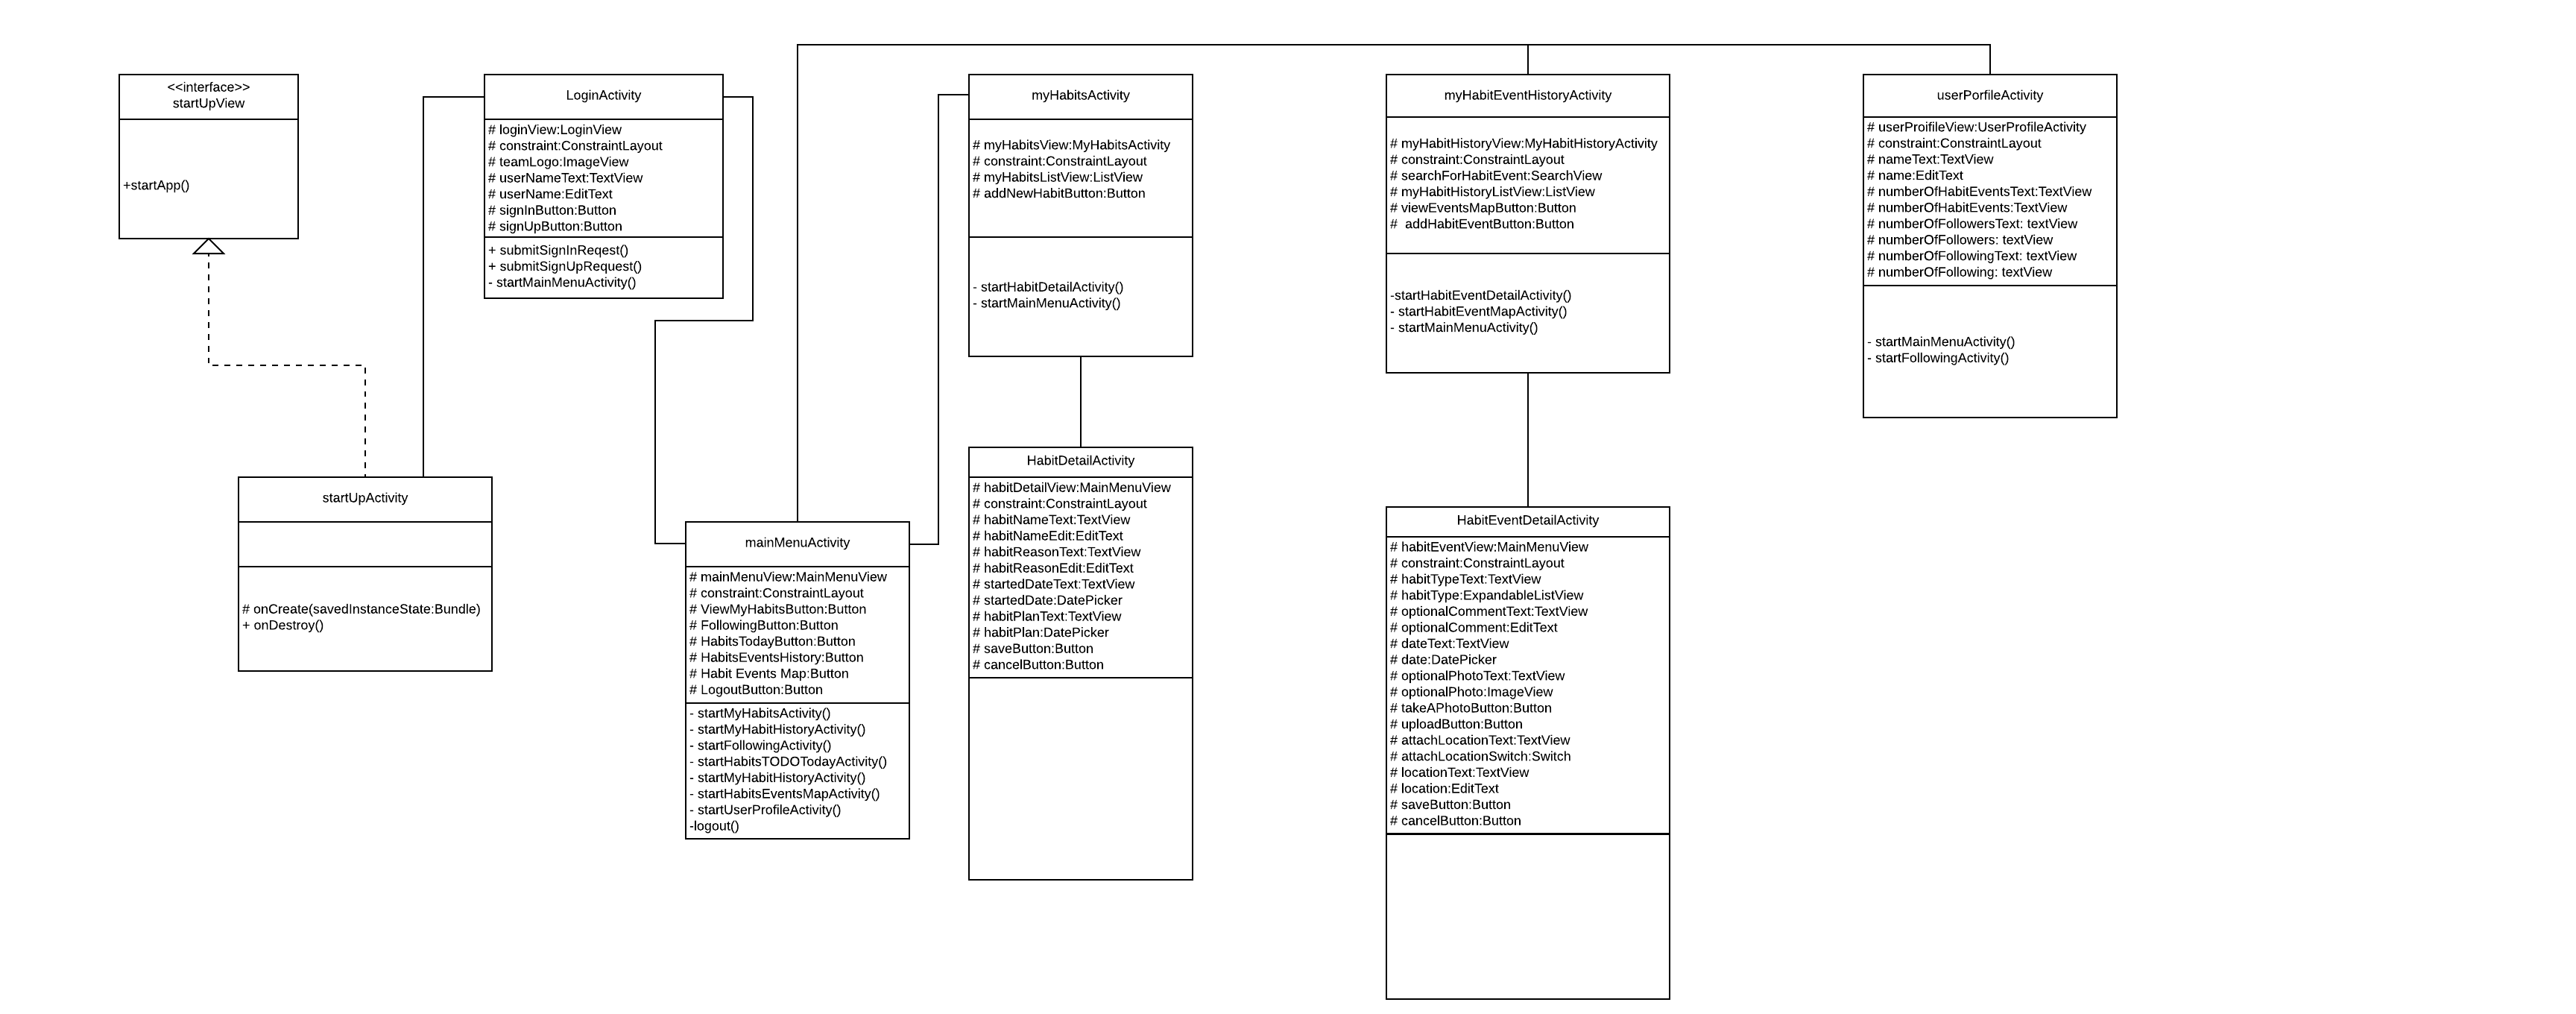 <<interface>>
startUpView
+startApp()
LoginActivity
# loginView:LoginView
# constraint:ConstraintLayout
# teamLogo:ImageView
# userNameText:TextView
# userName:EditText
# signInButton:Button
# signUpButton:Button
+ submitSignInReqest()
+ submitSignUpRequest()
- startMainMenuActivity()
myHabitsActivity
# myHabitsView:MyHabitsActivity
# constraint:ConstraintLayout
# myHabitsListView:ListView
# addNewHabitButton:Button
- startHabitDetailActivity()
- startMainMenuActivity()
myHabitEventHistoryActivity
# myHabitHistoryView:MyHabitHistoryActivity
# constraint:ConstraintLayout
# searchForHabitEvent:SearchView
# myHabitHistoryListView:ListView
# viewEventsMapButton:Button
#  addHabitEventButton:Button
-startHabitEventDetailActivity()
- startHabitEventMapActivity()
- startMainMenuActivity()
userPorfileActivity
# userProifileView:UserProfileActivity
# constraint:ConstraintLayout
# nameText:TextView
# name:EditText
# numberOfHabitEventsText:TextView
# numberOfHabitEvents:TextView
# numberOfFollowersText: textView
# numberOfFollowers: textView
# numberOfFollowingText: textView
# numberOfFollowing: textView
- startMainMenuActivity()
- startFollowingActivity()
startUpActivity
# onCreate(savedInstanceState:Bundle)
+ onDestroy()
mainMenuActivity
# mainMenuView:MainMenuView
# constraint:ConstraintLayout
# ViewMyHabitsButton:Button
# FollowingButton:Button
# HabitsTodayButton:Button
# HabitsEventsHistory:Button
# Habit Events Map:Button
# LogoutButton:Button
- startMyHabitsActivity()
- startMyHabitHistoryActivity()
- startFollowingActivity()
- startHabitsTODOTodayActivity()
- startMyHabitHistoryActivity()
- startHabitsEventsMapActivity()
- startUserProfileActivity()
-logout()
HabitDetailActivity
# habitDetailView:MainMenuView
# constraint:ConstraintLayout
# habitNameText:TextView
# habitNameEdit:EditText
# habitReasonText:TextView
# habitReasonEdit:EditText
# startedDateText:TextView
# startedDate:DatePicker
# habitPlanText:TextView
# habitPlan:DatePicker
# saveButton:Button
# cancelButton:Button
HabitEventDetailActivity
# habitEventView:MainMenuView
# constraint:ConstraintLayout
# habitTypeText:TextView
# habitType:ExpandableListView
# optionalCommentText:TextView
# optionalComment:EditText
# dateText:TextView
# date:DatePicker
# optionalPhotoText:TextView
# optionalPhoto:ImageView
# takeAPhotoButton:Button
# uploadButton:Button
# attachLocationText:TextView
# attachLocationSwitch:Switch
# locationText:TextView
# location:EditText
# saveButton:Button
# cancelButton:Button